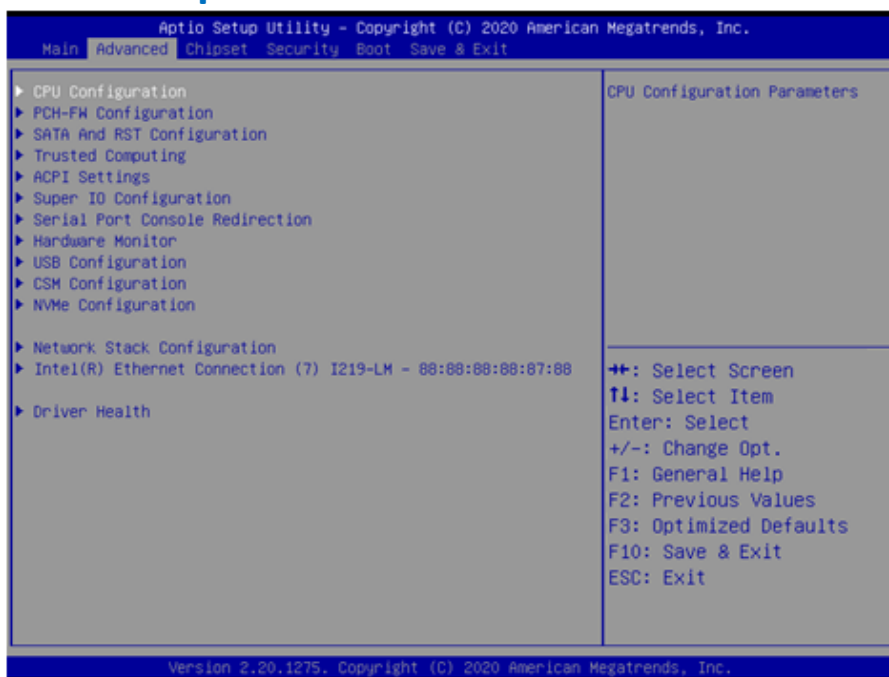 Aptio Setup Utility – Copyright (C) 2020 American Megatrends, Inc.
Main Advanced Chipset Security Boot Save & Exit
CPU Configuration
PCH-FW Configuration
SATA And RST Configuration
Trusted Computing
ACPI Settings
Super IO Configuration
Serial Port Console Redirection
Hardware Monitor
USB Configuration
CSM Configuration
NVMe Configuration
Network Stack Configuration
Intel(R) Ethernet Connection (7) I219-LM - 88:88:88:88:87:88
Driver Health
CPU Configuration Parameters
→←: Select Screen
↑↓: Select Item
Enter: Select
+/-: Change Opt.
F1: General Help
F2: Previous Values
F3: Optimized Defaults
F10: Save & Exit
ESC: Exit
Version 2.20.1275. Copyright (C) 2020 American Megatrends, Inc.